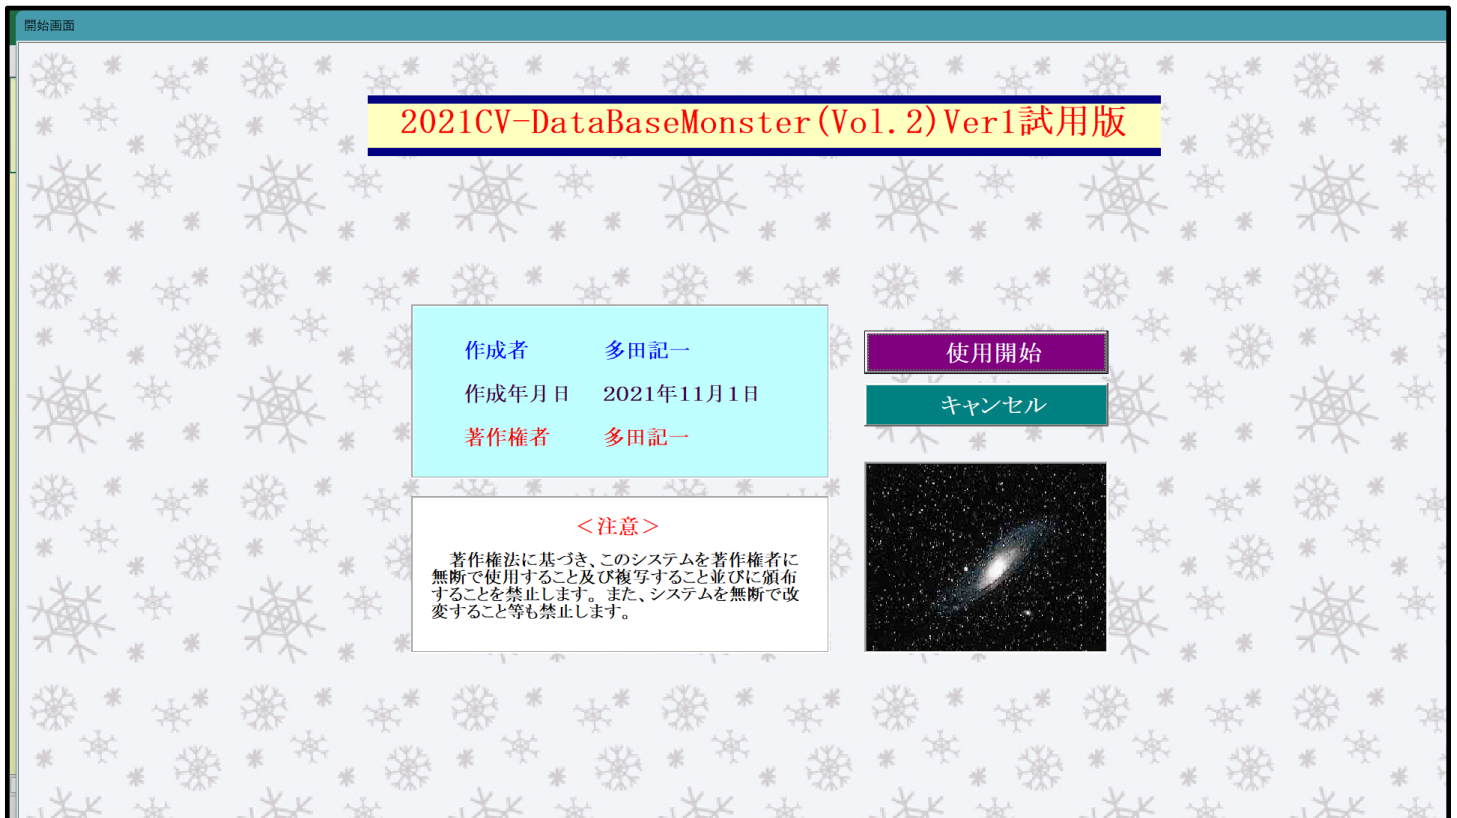 開始画面
2021CV-DataBaseMonster(Vol.2)Ver1試用版
作成者 多田記一
作成年月日 2021年11月1日
著作権者 多田記一
使用開始
キャンセル
＜注意＞
著作権法に基づき、このシステムを著作権者に
無断で使用すること及び複写すること並びに頒布
することを禁止します。また、システムを無断で改
変すること等も禁止します。